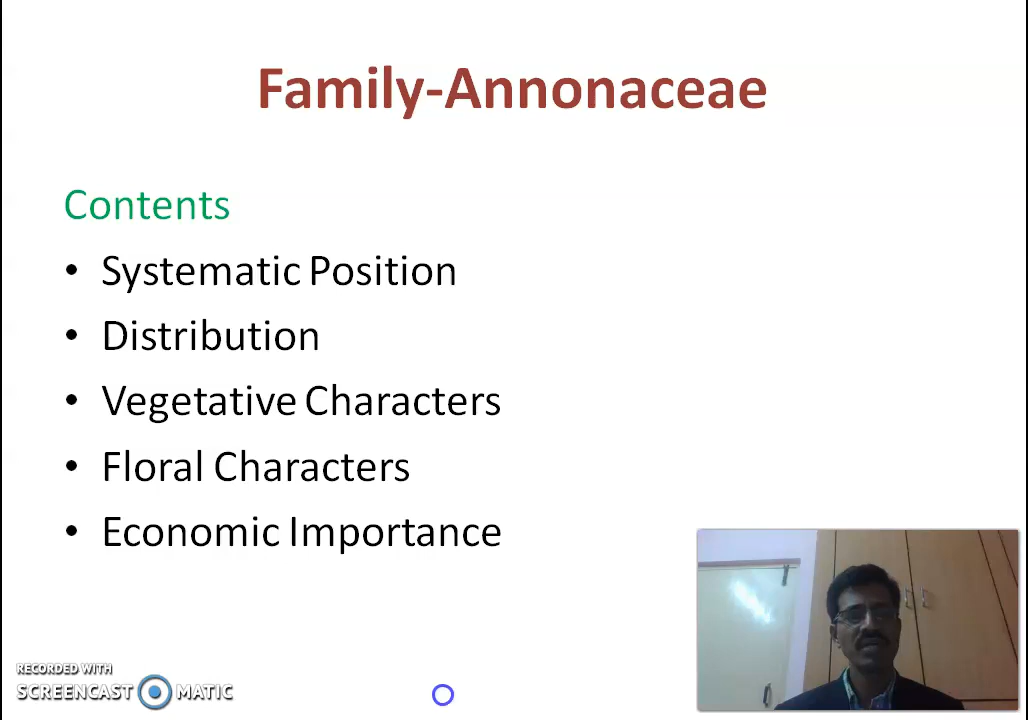 Family-Annonaceae
Contents
• Systematic Position
• Distribution
• Vegetative Characters
• Floral Characters
• Economic Importance
RECORDED WITH
SCREENCAST MATIC